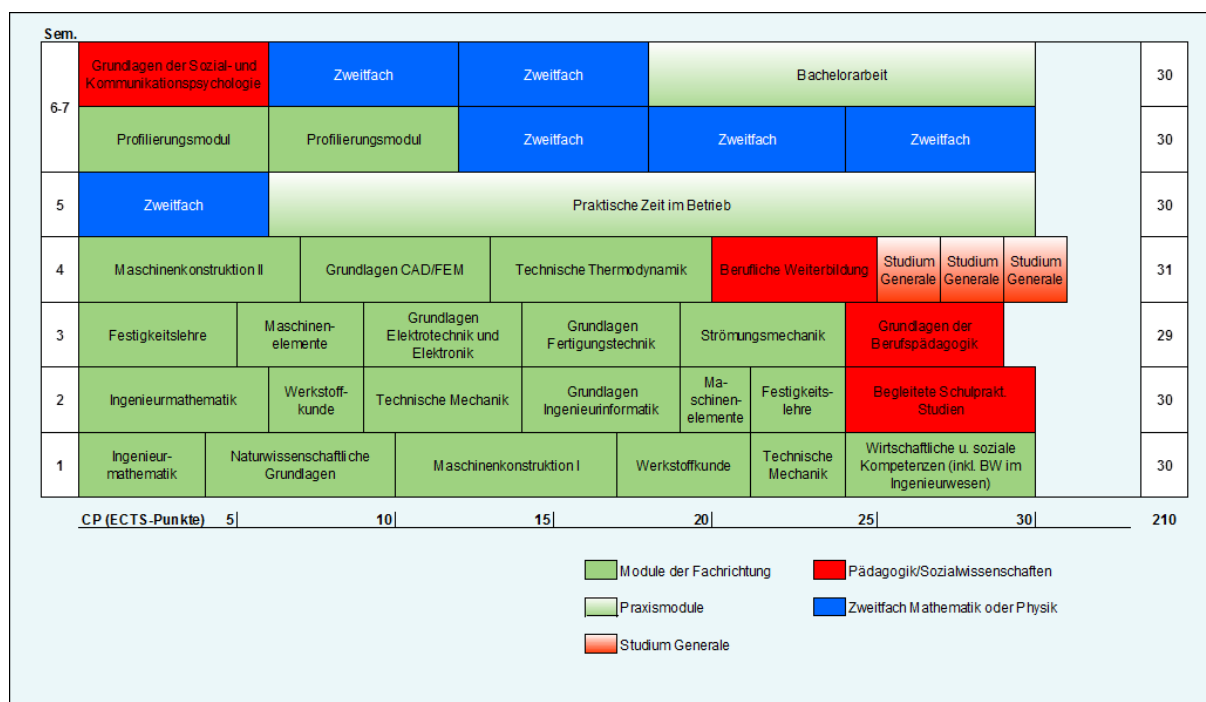 Sem.
Grundlagen der Sozial- und
Kommunikationspsychologie
Zweitfach
Zweitfach
Bachelorarbeit
30
6-7
Profilierungsmodul
Profilierungsmodul
Zweitfach
Zweitfach
Zweitfach
30
5
Zweitfach
Praktische Zeit im Betrieb
30
4
Maschinenkonstruktion II
Grundlagen CAD/FEM
Technische Thermodynamik
Berufliche Weiterbildung
Studium
Generale
Studium
Generale
Studium
Generale
31
3
Festigkeitslehre
Maschinen-
elemente
Grundlagen
Elektrotechnik und
Elektronik
Grundlagen
Fertigungstechnik
Strömungsmechanik
Grundlagen der
Berufspädagogik
29
2
Ingenieurmathematik
Werkstoff-
kunde
Technische Mechanik
Grundlagen
Ingenieurinformatik
Ma-
schinen-
elemente
Festigkeits-
lehre
Begleitete Schulprakt.
Studien
30
1
Ingenieur-
mathematik
Naturwissenschaftliche
Grundlagen
Maschinenkonstruktion I
Werkstoffkunde
Technische
Mechanik
Wirtschaftliche u. soziale
Kompetenzen (inkl. BW im
Ingenieurwesen)
30
CP (ECTS-Punkte) 5 10 15 20 25 30 210
Module der Fachrichtung
Pädagogik/Sozialwissenschaften
Praxismodule
Zweitfach Mathematik oder Physik
Studium Generale